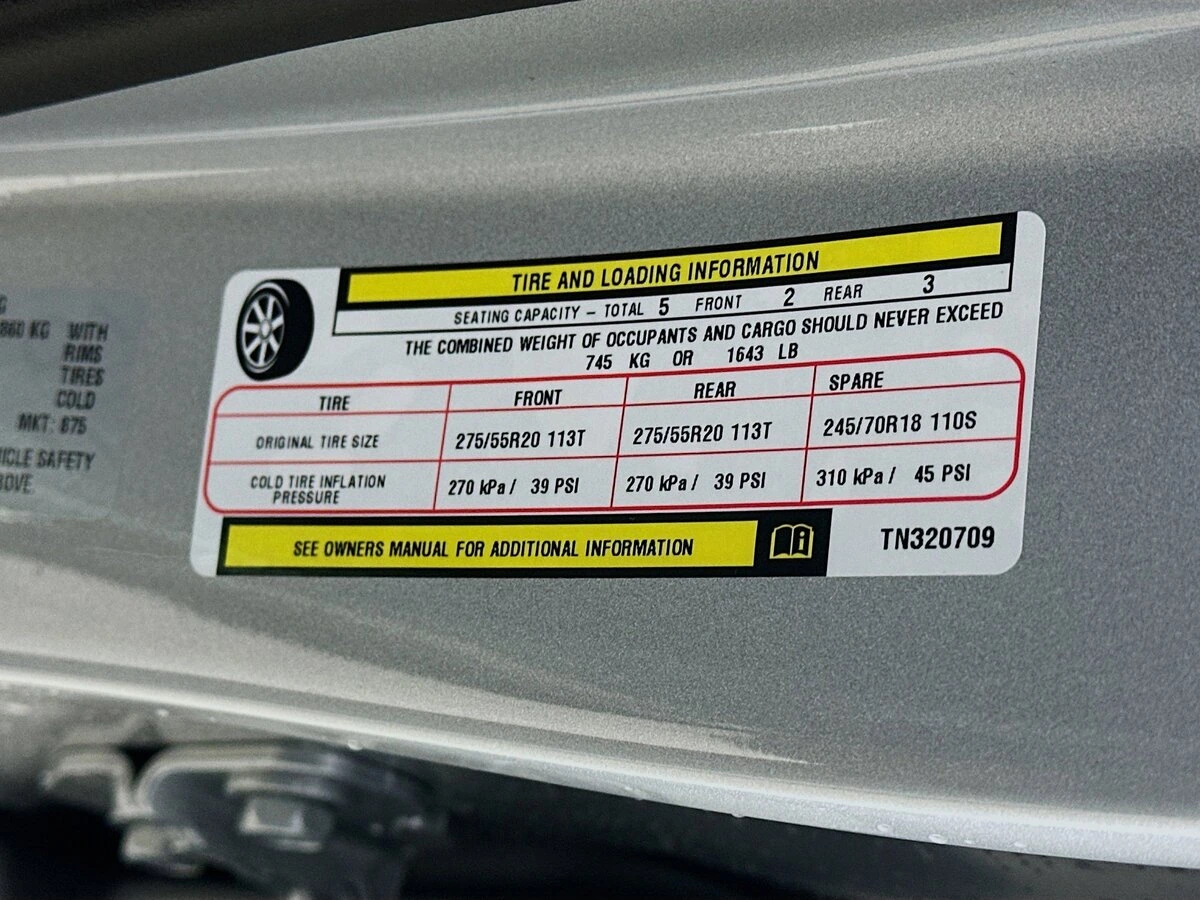 860 KG WITH
RIMS
TIRES
COLD
MKT: 875
SAFETY
TIRE AND LOADING INFORMATION
SEATING CAPACITY – TOTAL 5 FRONT 2 REAR 3
THE COMBINED WEIGHT OF OCCUPANTS AND CARGO SHOULD NEVER EXCEED
745 KG OR 1643 LB
TIRE FRONT REAR SPARE
ORIGINAL TIRE SIZE 275/55R20 113T 275/55R20 113T 245/70R18 110S
COLD TIRE INFLATION PRESSURE 270 kPa / 39 PSI 270 kPa / 39 PSI 310 kPa / 45 PSI
SEE OWNERS MANUAL FOR ADDITIONAL INFORMATION
TN320709